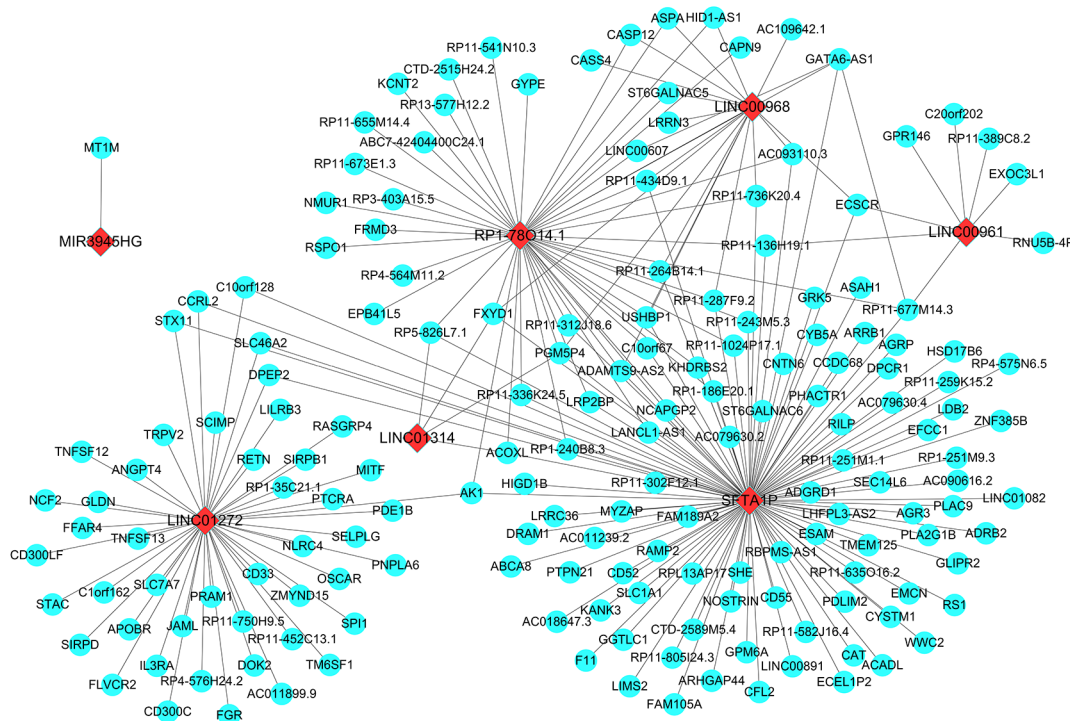 ASPA
HID1-AS1
AC109642.1
CASP12
RP11-541N10.3
CAPN9
CASS4
GATA6-AS1
CTD-2515H24.2
KCNT2
GYPE
ST6GALNAC5
RP13-577H12.2
LINC00968
C20orf202
RP11-655M14.4
LRRN3
GPR146
RP11-389C8.2
ABC7-42404400C24.1
MT1M
LINC00607
AC093110.3
RP11-673E1.3
EXOC3L1
RP11-434D9.1
RP3-403A15.5
RP11-736K20.4
NMUR1
ECSCR
FRMD3
RP1-78O14.1
LINC00961
MIR3945HG
RSPO1
RP11-136H19.1
RNU5B-4P
RP4-564M11.2
RP11-264B14.1
C10orf128
ASAH1
CCRL2
RP11-287F9.2
GRK5
EPB41L5
FXYD1
RP11-677M14.3
STX11
RP5-826L7.1
RP11-312J18.6
USHBP1
RP11-243M5.3
CYB5A
ARRB1
SLC46A2
PGM5P4
C10orf67
RP11-1024P17.1
AGRP
HSD17B6
ADAMTS9-AS2
KHDRBS2
CNTN6
CCDC68
DPCR1
RP4-575N6.5
DPEP2
RP11-259K15.2
RP11-336K24.5
LRP2BP
RP1-186E20.1
PHACTR1
AC079630.4
LILRB3
NCAPGP2
ST6GALNAC6
LDB2
SCIMP
RILP
ZNF385B
RASGRP4
LANCL1-AS1
AC079630.2
EFCC1
TRPV2
LINC01314
TNFSF12
ACOXL
RP1-240B8.3
RETN
SIRPB1
RP11-251M1.1
RP1-251M9.3
ANGPT4
MITF
HIGD1B
RP11-302F12.1
SEC14L6
AC090616.2
RP1-35C21.1
AK1
ADGRD1
NCF2
GLDN
PTCRA
SFTA1P
LINC01082
PDE1B
MYZAP
PLAC9
LRRC36
FAM189A2
LHFPL3-AS2
AGR3
LINC01272
FFAR4
DRAM1
ESAM
PLA2G1B
ADRB2
TNFSF13
SELPLG
AC011239.2
TMEM125
NLRC4
RAMP2
RBPMS-AS1
CD300LF
PNPLA6
ABCA8
GLIPR2
CD33
OSCAR
PTPN21
CD52
RPL13AP17
SHE
RP11-635O16.2
SLC7A7
C1orf162
PRAM1
ZMYND15
SLC1A1
CD55
EMCN
STAC
NOSTRIN
PDLIM2
RS1
KANK3
CYSTM1
APOBR
JAML
RP11-750H9.5
SPI1
AC018647.3
CTD-2589M5.4
RP11-582J16.4
SIRPD
RP11-452C13.1
GGTLC1
WWC2
GPM6A
IL3RA
DOK2
TM6SF1
F11
RP11-805I24.3
LINC00891
CAT
ACADL
RP4-576H24.2
FLVCR2
AC011899.9
LIMS2
ARHGAP44
CFL2
ECEL1P2
CD300C
FGR
FAM105A